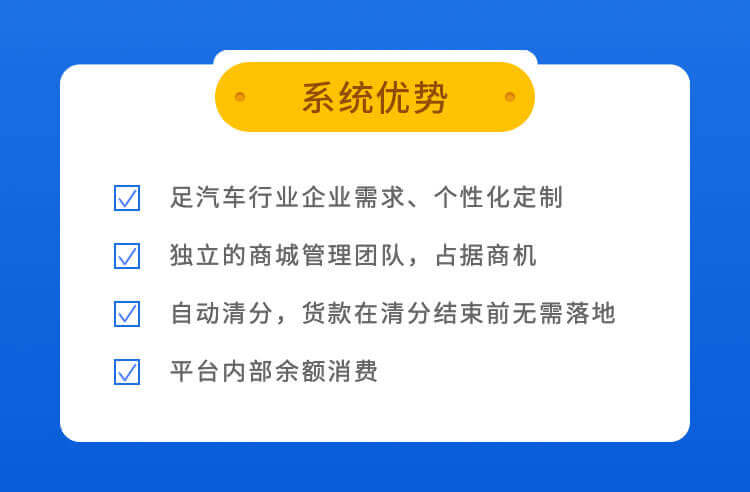 系统优势
足汽车行业企业需求、个性化定制
独立的商城管理团队，占据商机
自动清分，货款在清分结束前无需落地
平台内部余额消费